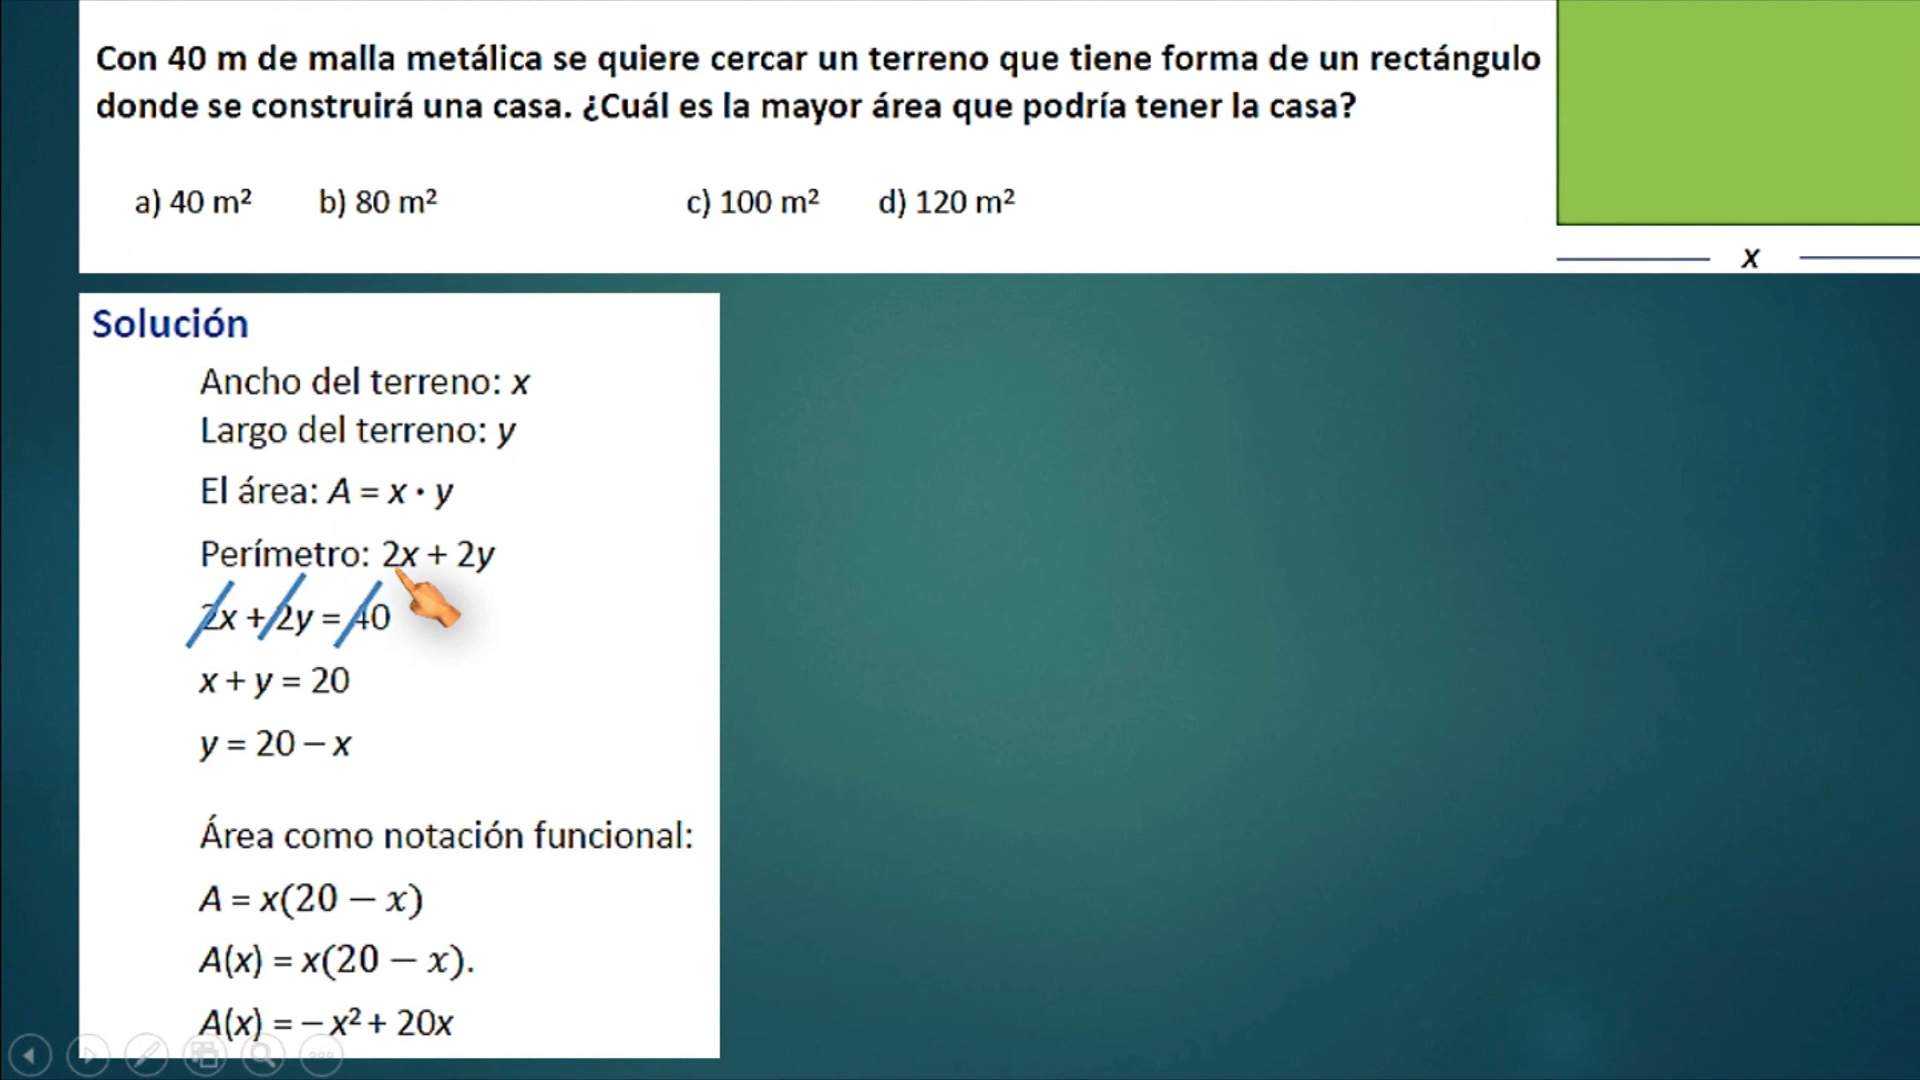 Con 40 m de malla metálica se quiere cercar un terreno que tiene forma de un rectángulo
donde se construirá una casa. ¿Cuál es la mayor área que podría tener la casa?
a) 40 m² b) 80 m² c) 100 m² d) 120 m²
x
Solución
Ancho del terreno: x
Largo del terreno: y
El área: A = x · y
Perímetro: 2x + 2y
2x + 2y = 40
x + y = 20
y = 20 – x
Área como notación funcional:
A = x(20 − x)
A(x) = x(20 − x).
A(x) = – x² + 20x